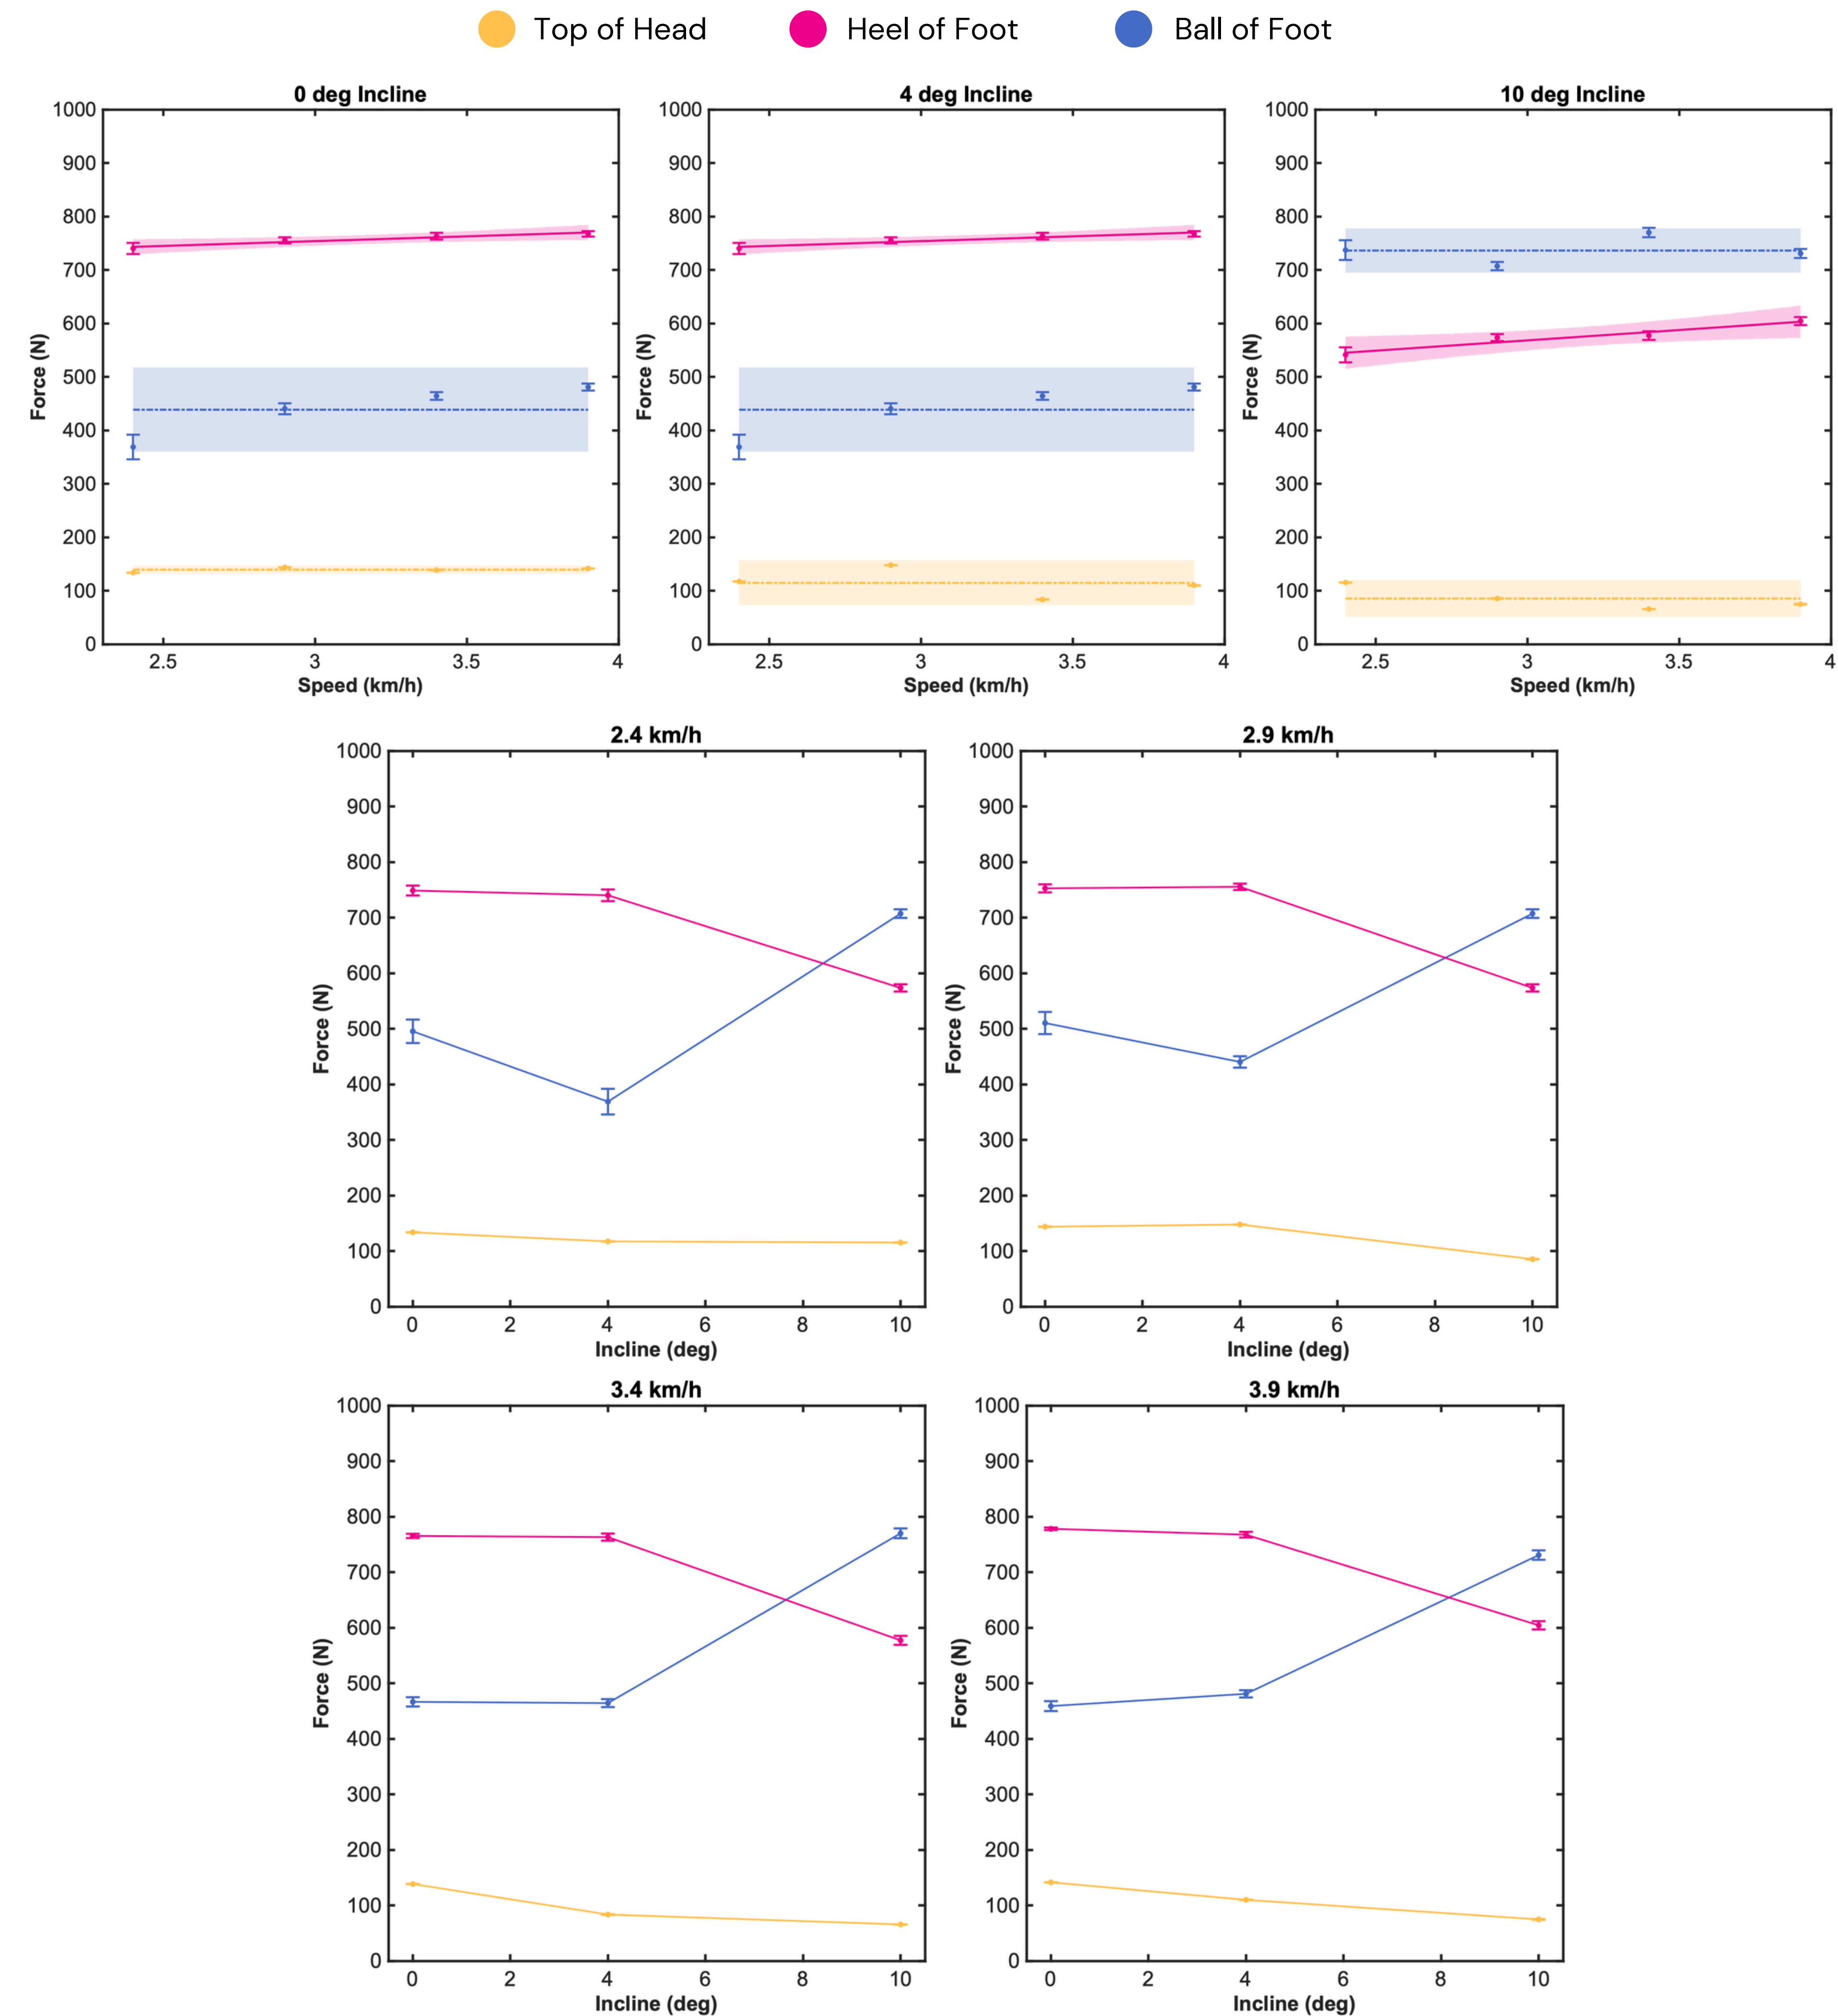 Top of Head Heel of Foot Ball of Foot
0 deg Incline 4 deg Incline 10 deg Incline
1000 1000 1000
900 900 900
800 800 800
700 700 700
600 600 600
500 500 500
400 400 400
300 300 300
200 200 200
100 100 100
0 0 0
Force (N) Force (N) Force (N)
2.5 3 3.5 4 2.5 3 3.5 4 2.5 3 3.5 4
Speed (km/h) Speed (km/h) Speed (km/h)
2.4 km/h 2.9 km/h
1000 1000
900 900
800 800
700 700
600 600
500 500
400 400
300 300
200 200
100 100
0 0
Force (N) Force (N)
0 2 4 6 8 10 0 2 4 6 8 10
Incline (deg) Incline (deg)
3.4 km/h 3.9 km/h
1000 1000
900 900
800 800
700 700
600 600
500 500
400 400
300 300
200 200
100 100
0 0
Force (N) Force (N)
0 2 4 6 8 10 0 2 4 6 8 10
Incline (deg) Incline (deg)